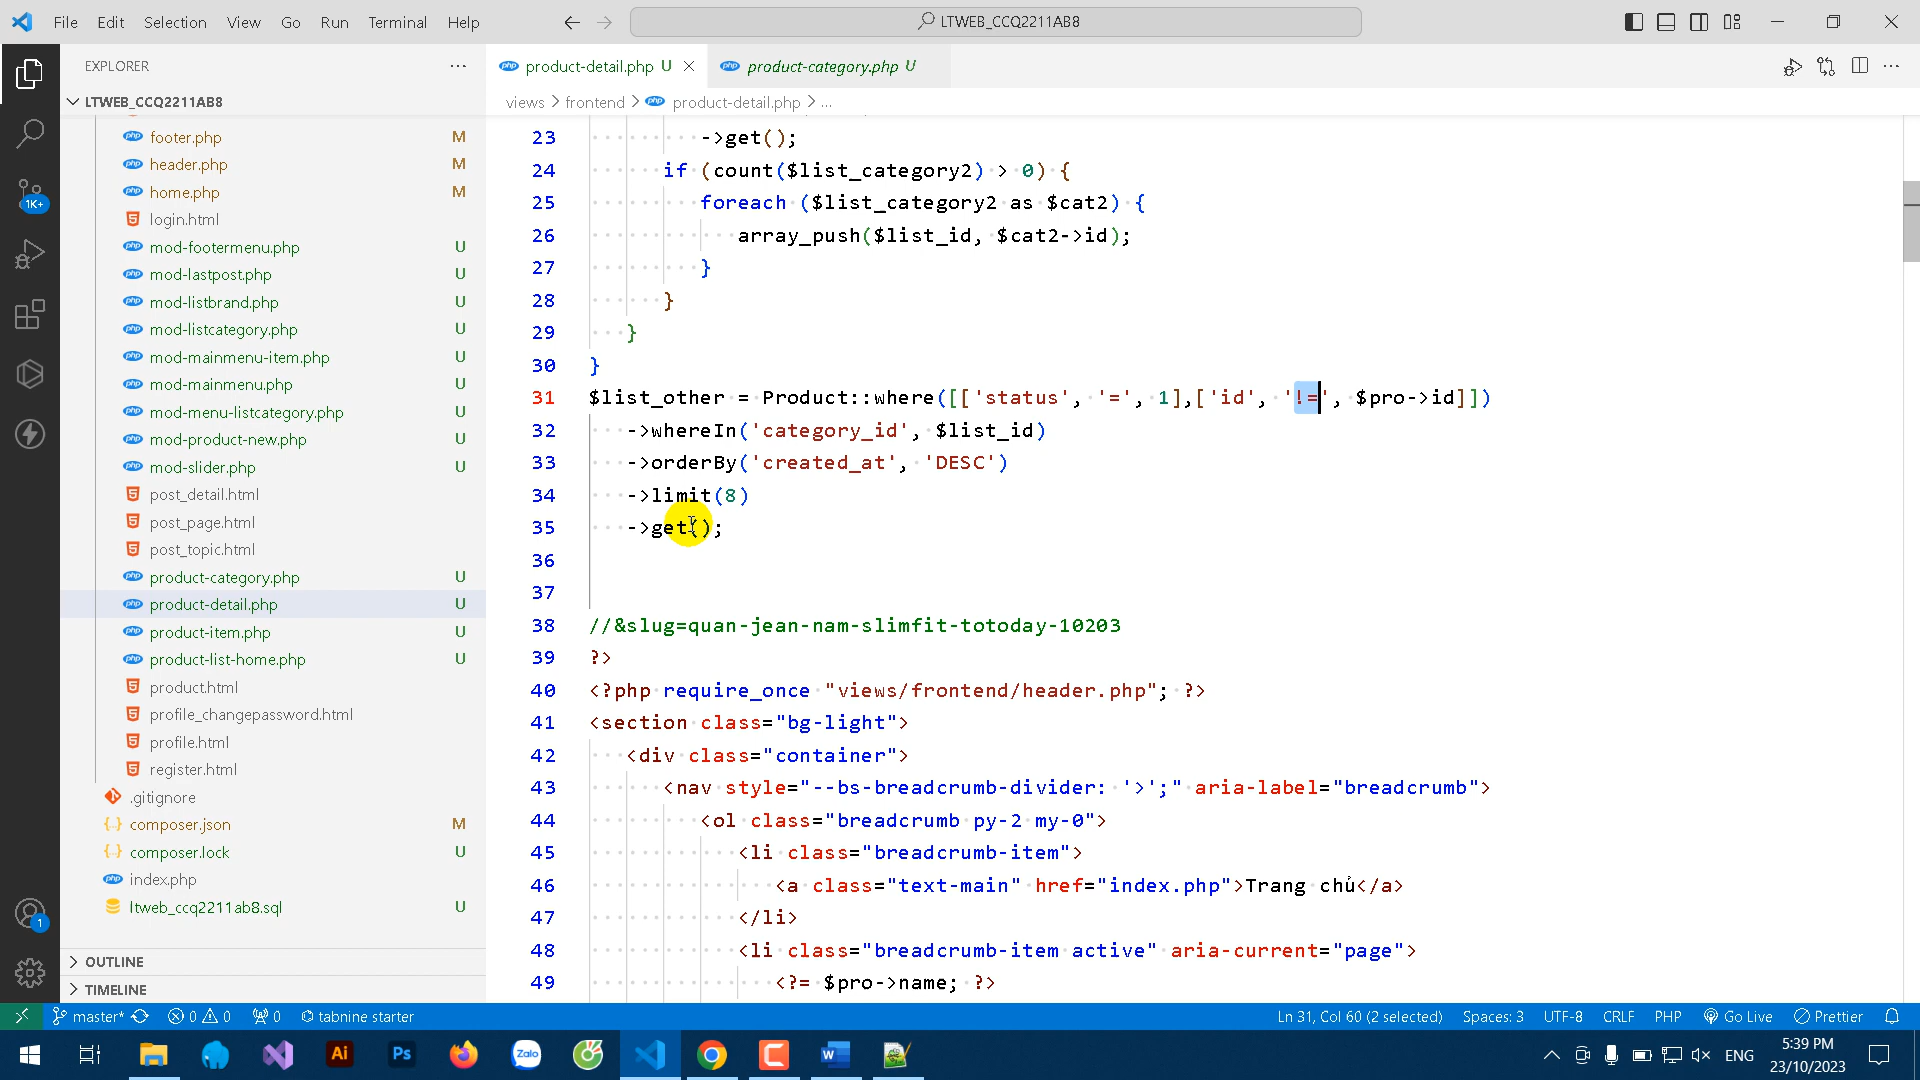 File Edit Selection View Go Run Terminal Help
LTWEB_CCQ2211AB8
EXPLORER
product-detail.php U
product-category.php U
LTWEB_CCQ2211AB8
views > frontend > product-detail.php > ...
footer.php M
header.php M
home.php M
login.html
mod-footermenu.php U
mod-lastpost.php U
mod-listbrand.php U
mod-listcategory.php U
mod-mainmenu-item.php U
mod-mainmenu.php U
mod-menu-listcategory.php U
mod-product-new.php U
mod-slider.php U
post_detail.html
post_page.html
post_topic.html
product-category.php U
product-detail.php U
product-item.php U
product-list-home.php U
product.html
profile_changepassword.html
profile.html
register.html
.gitignore
composer.json M
composer.lock U
index.php
ltweb_ccq2211ab8.sql U
OUTLINE
TIMELINE
1K+
1
23 ->get();
24 if (count($list_category2) > 0) {
25 foreach ($list_category2 as $cat2) {
26 array_push($list_id, $cat2->id);
27 }
28 }
29 }
30 }
31 $list_other = Product::where([['status', '=', 1],['id', '!=', $pro->id]])
32 ->whereIn('category_id', $list_id)
33 ->orderBy('created_at', 'DESC')
34 ->limit(8)
35 ->get();
36
37
38 //&slug=quan-jean-nam-slimfit-totoday-10203
39 ?>
40 <?php require_once "views/frontend/header.php"; ?>
41 <section class="bg-light">
42 <div class="container">
43 <nav style="--bs-breadcrumb-divider: '>';" aria-label="breadcrumb">
44 <ol class="breadcrumb py-2 my-0">
45 <li class="breadcrumb-item">
46 <a class="text-main" href="index.php">Trang chủ</a>
47 </li>
48 <li class="breadcrumb-item active" aria-current="page">
49 <?= $pro->name; ?>
master* 0 0 0 tabnine starter Ln 31, Col 60 (2 selected) Spaces: 3 UTF-8 CRLF PHP Go Live Prettier
Ai Ps Zalo ENG
5:39 PM
23/10/2023